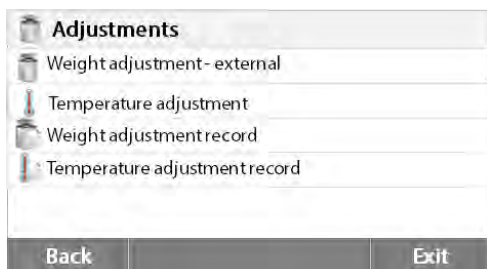 Adjustments
Weight adjustment - external
Temperature adjustment
Weight adjustment record
Temperature adjustment record
Back Exit